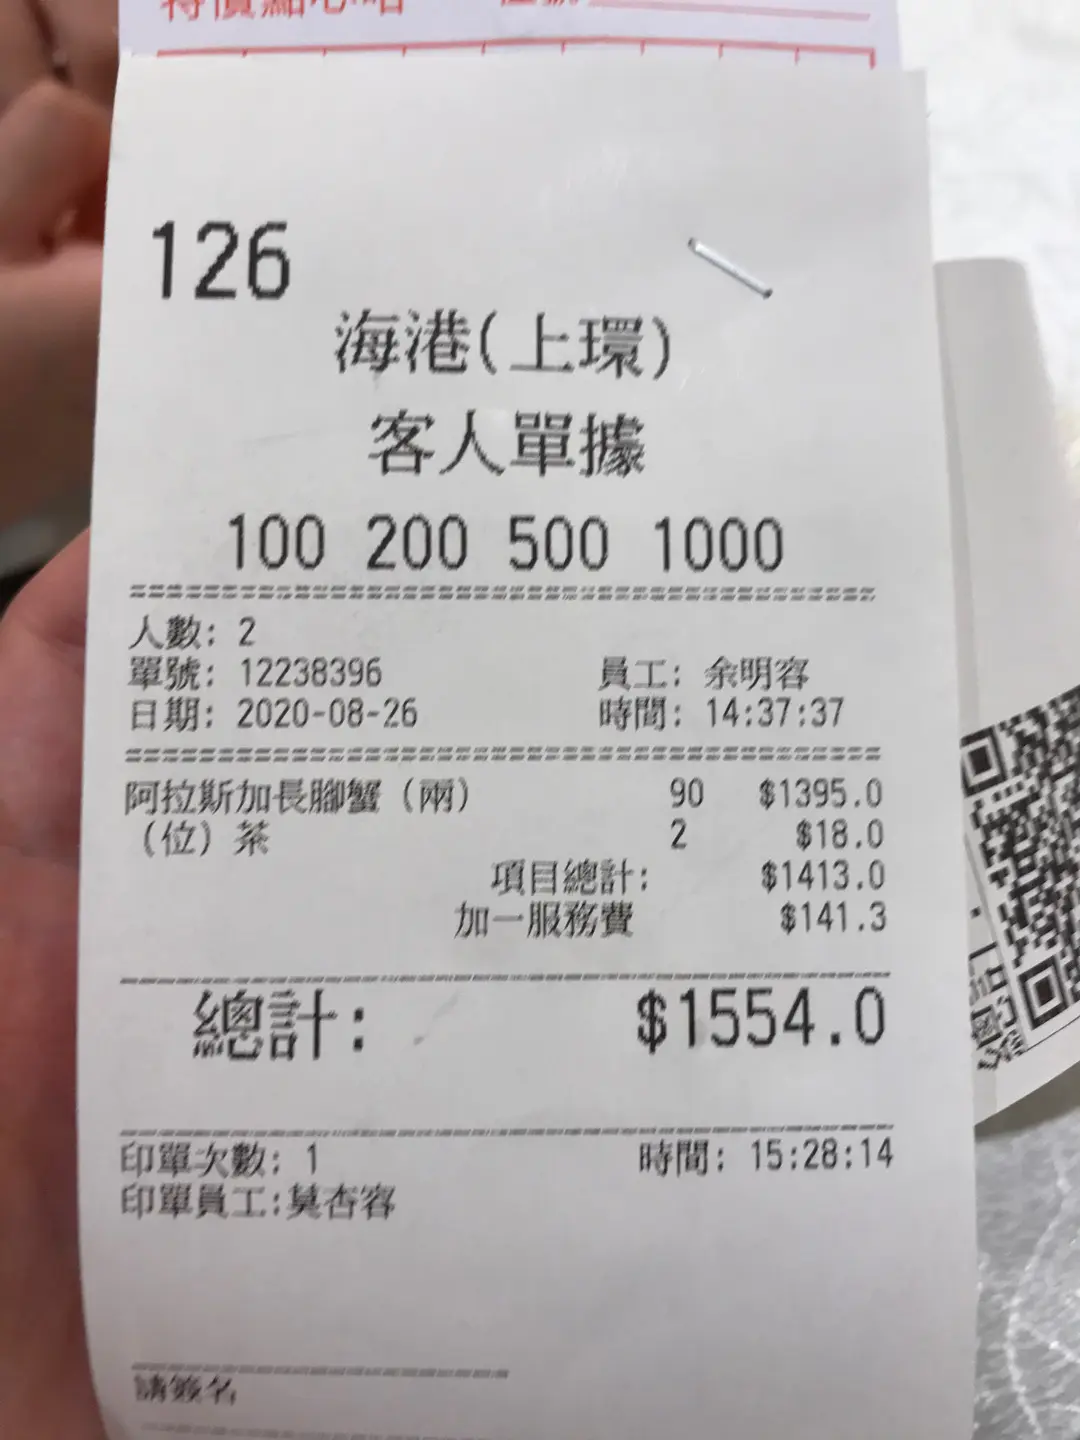 特價點心
126
海港(上環)
客人單據
100 200 500 1000
人數: 2
單號: 12238396 員工: 余明容
日期: 2020-08-26 時間: 14:37:37
阿拉斯加長腳蟹（兩） 90 $1395.0
（位）茶 2 $18.0
項目總計: $1413.0
加一服務費 $141.3
總計: $1554.0
印單次數: 1 時間: 15:28:14
印單員工:莫杏容
請簽名